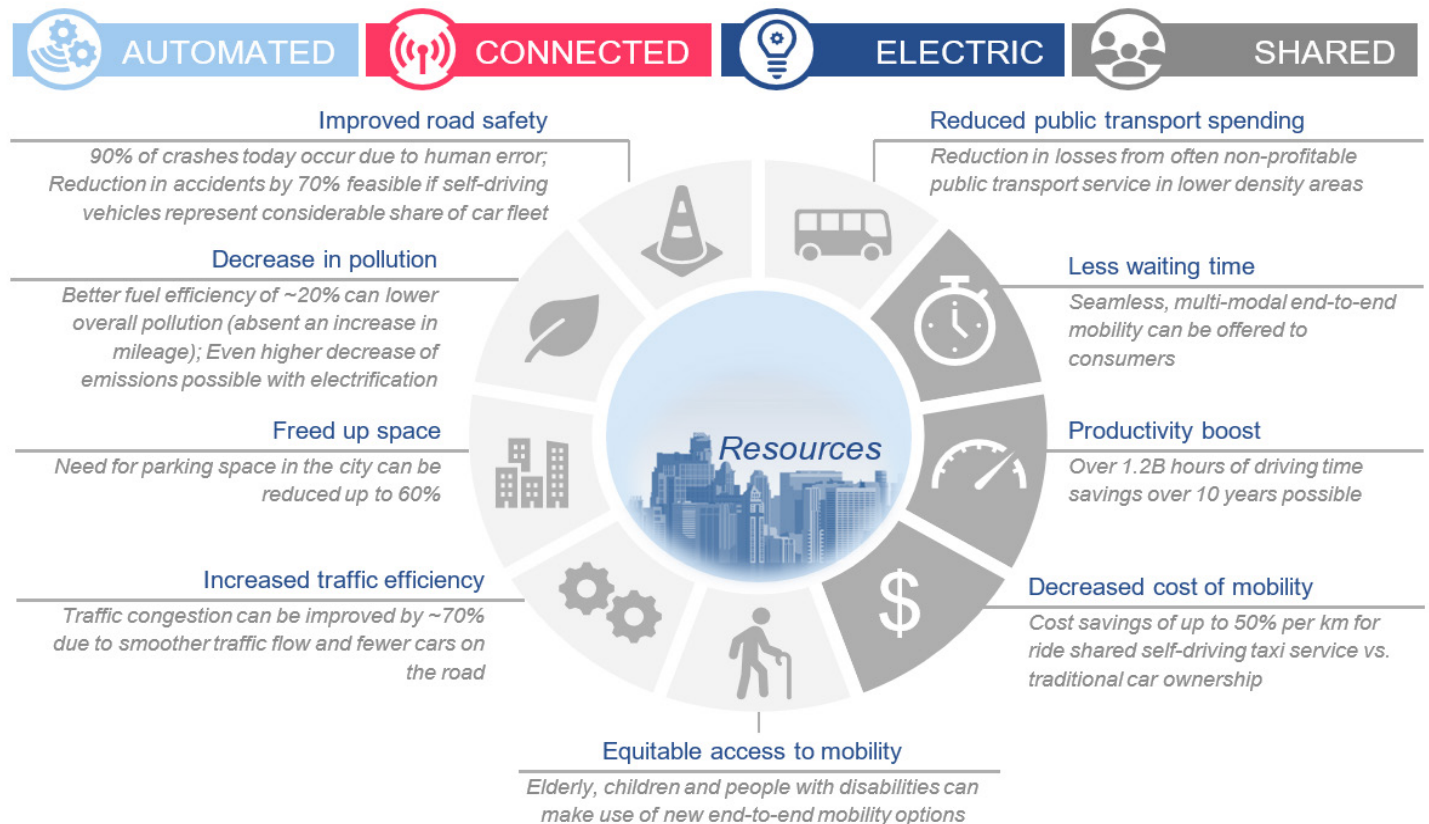 AUTOMATED
CONNECTED
ELECTRIC
SHARED
Improved road safety
90% of crashes today occur due to human error;
Reduction in accidents by 70% feasible if self-driving
vehicles represent considerable share of car fleet
Reduced public transport spending
Reduction in losses from often non-profitable
public transport service in lower density areas
Decrease in pollution
Better fuel efficiency of ~20% can lower
overall pollution (absent an increase in
mileage); Even higher decrease of
emissions possible with electrification
Less waiting time
Seamless, multi-modal end-to-end
mobility can be offered to
consumers
Freed up space
Need for parking space in the city can be
reduced up to 60%
Resources
Productivity boost
Over 1.2B hours of driving time
savings over 10 years possible
Increased traffic efficiency
Traffic congestion can be improved by ~70%
due to smoother traffic flow and fewer cars on
the road
$
Decreased cost of mobility
Cost savings of up to 50% per km for
ride shared self-driving taxi service vs.
traditional car ownership
Equitable access to mobility
Elderly, children and people with disabilities can
make use of new end-to-end mobility options